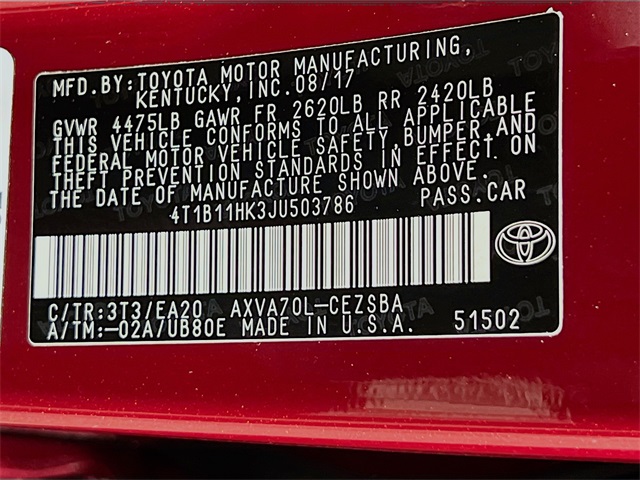 MFD.BY:TOYOTA MOTOR MANUFACTURING,
KENTUCKY, INC.08/17
GVWR 4475LB GAWR FR 2620LB RR 2420LB
THIS VEHICLE CONFORMS TO ALL APPLICABLE
FEDERAL MOTOR VEHICLE SAFETY,BUMPER,AND
THEFT PREVENTION STANDARDS IN EFFECT ON
THE DATE OF MANUFACTURE SHOWN ABOVE.
4T1B11HK3JU503786 PASS.CAR
C/TR:3T3/EA20 AXVA70L-CEZSBA
A/TM:-02A/UB80E MADE IN U.S.A. 51502